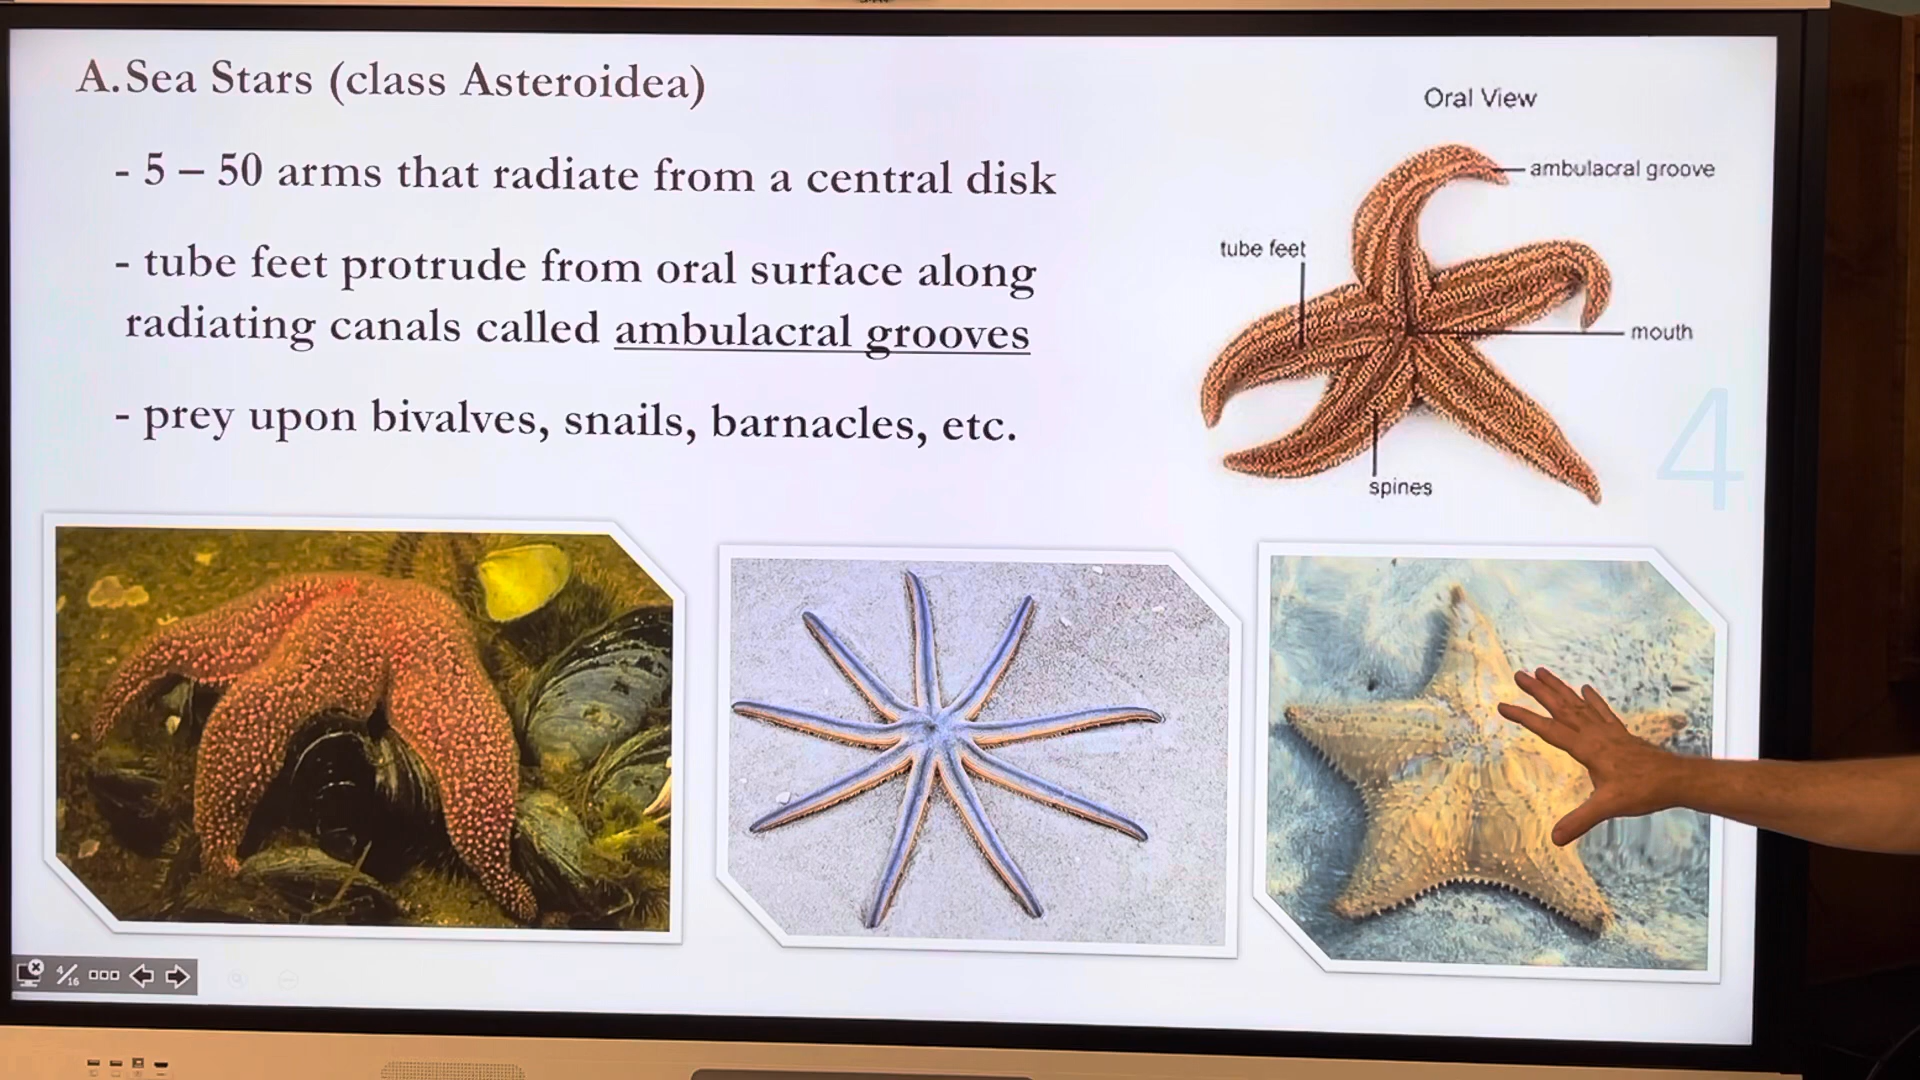 A. Sea Stars (class Asteroidea)
- 5 – 50 arms that radiate from a central disk
- tube feet protrude from oral surface along
radiating canals called ambulacral grooves
- prey upon bivalves, snails, barnacles, etc.
Oral View
ambulacral groove
tube feet
mouth
spines
4
4/16